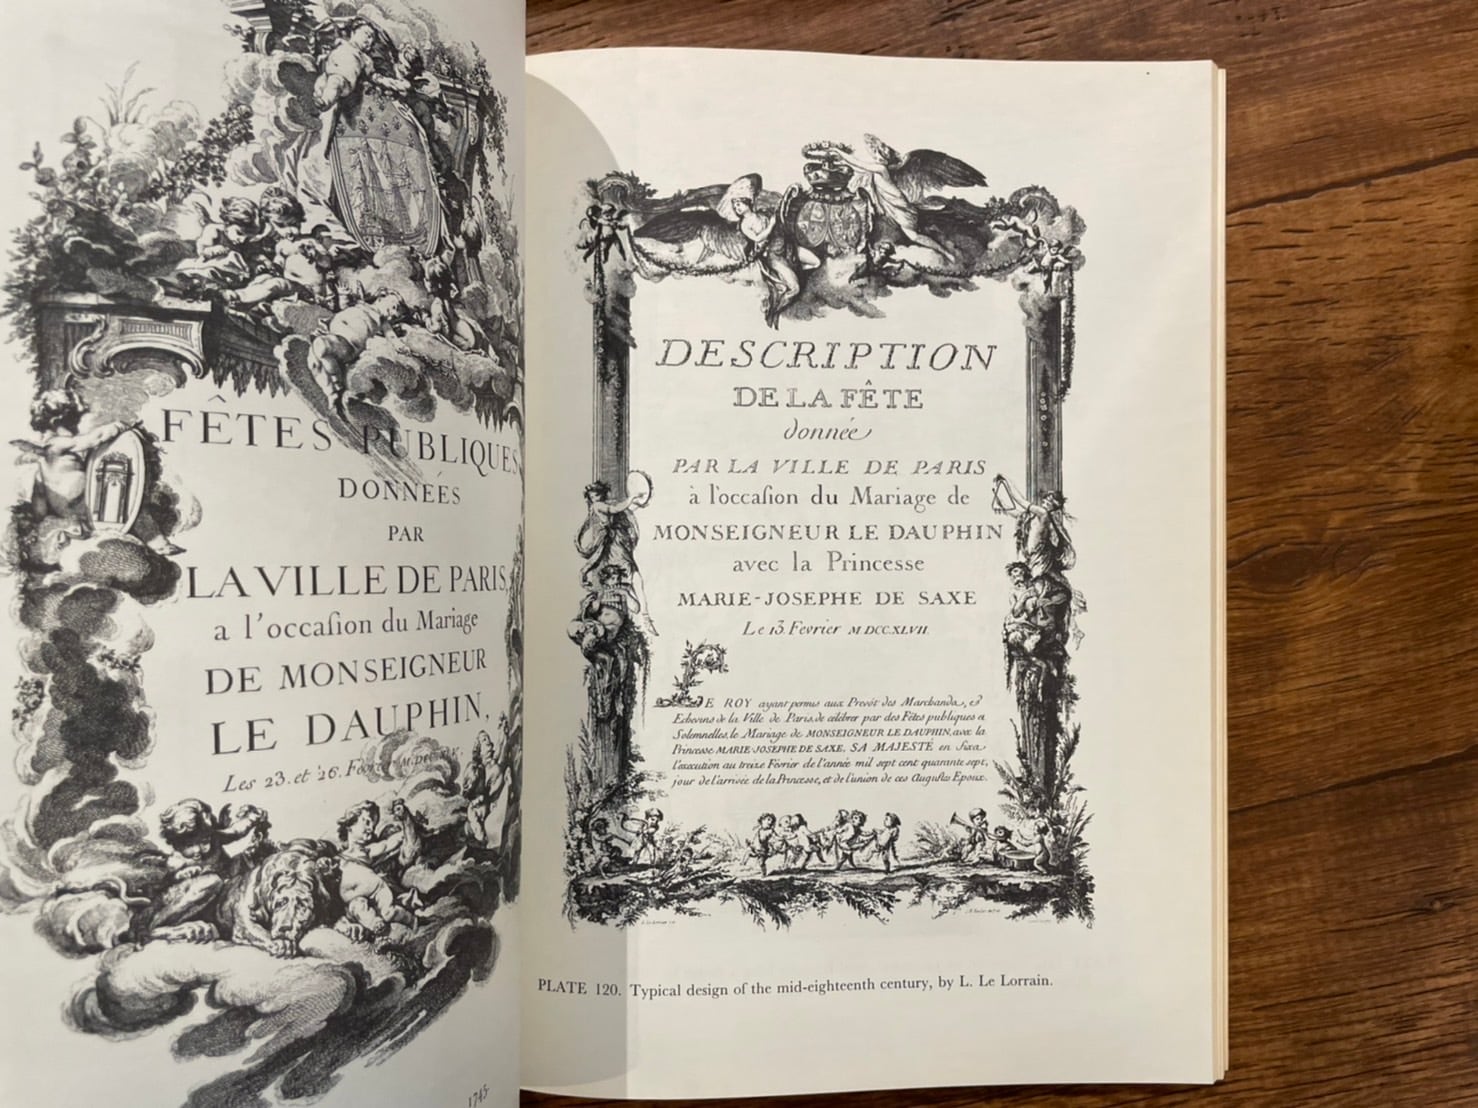 FÊTES PUBLIQUES
DONNÉES
PAR
LA VILLE DE PARIS,
a l'occaſion du Mariage
DE MONSEIGNEUR
LE DAUPHIN,
Les 23. et 26. Février
1745
DESCRIPTION
DE LA FÊTE
donnée
PAR LA VILLE DE PARIS
à l'occaſion du Mariage de
MONSEIGNEUR LE DAUPHIN
avec la Princesse
MARIE-JOSEPHE DE SAXE
Le 13. Fevrier M DCC.XLVII.
LE ROY ayant permis aux Prevôt des Marchands, et
Echevins de la Ville de Paris, de célébrer par des Fêtes publiques et
Solemnelles, le Mariage de MONSEIGNEUR LE DAUPHIN, avec la
Princesse MARIE JOSEPHE DE SAXE, SA MAJESTÉ en fixa
l'execution au treize Février de l'année mil sept cent quarante sept,
jour de l'arrivée de la Princesse, et de l'union de ces Augustes Epoux.
PLATE 120. Typical design of the mid-eighteenth century, by L. Le Lorrain.